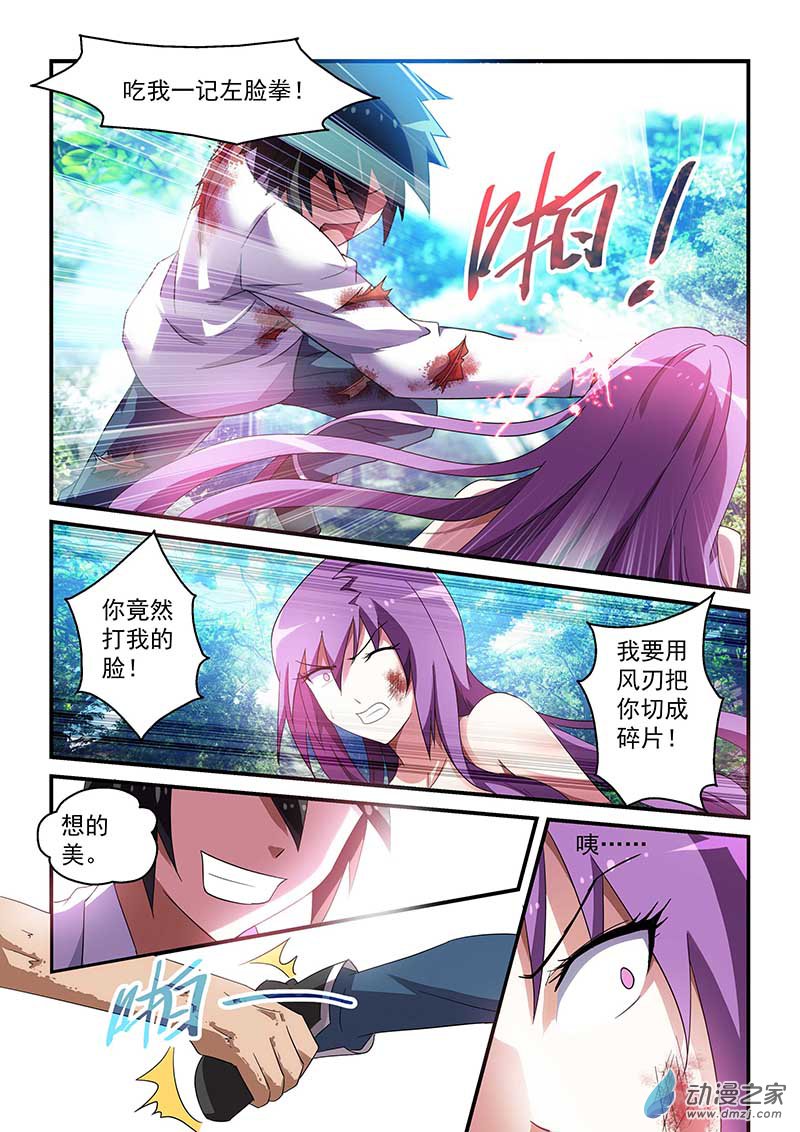 吃我一记左脸拳！
啪！
你竟然
打我的
脸！
我要用
风刃把
你切成
碎片！
想的
美。
咦……
啪一
动漫之家
www.dmzj.com